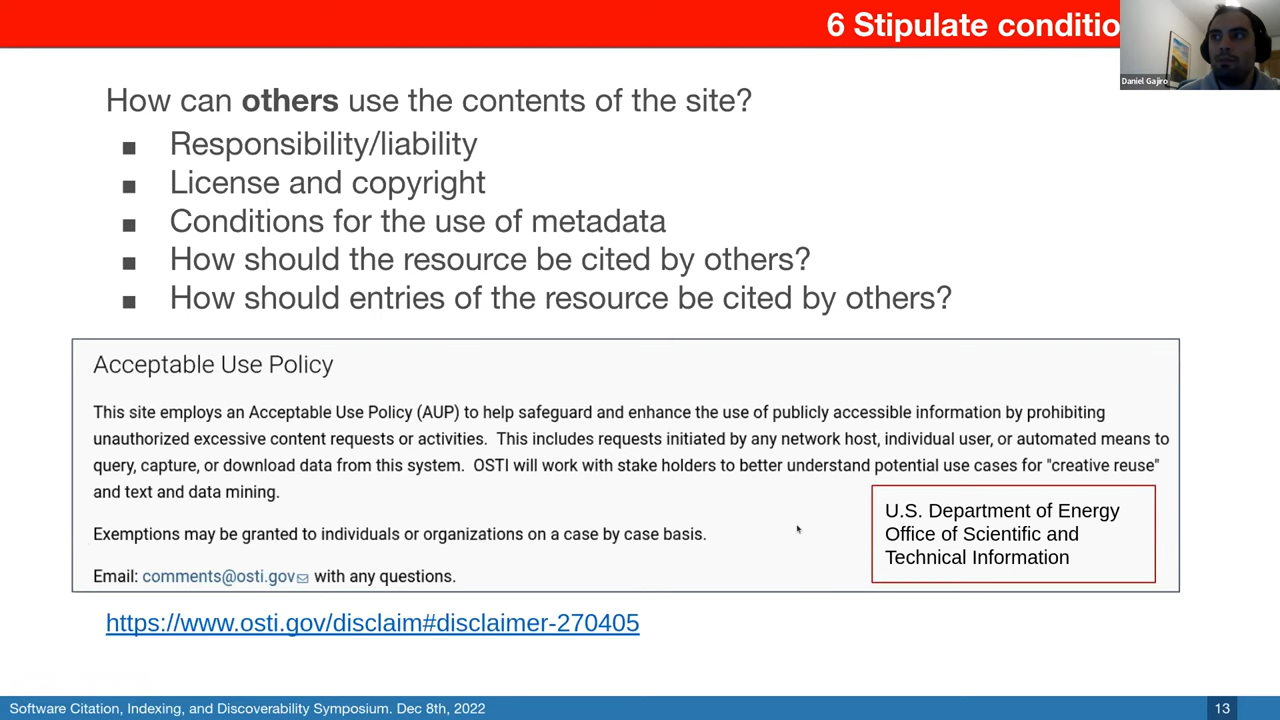 6 Stipulate conditio
Daniel Gajiro
How can others use the contents of the site?
■ Responsibility/liability
■ License and copyright
■ Conditions for the use of metadata
■ How should the resource be cited by others?
■ How should entries of the resource be cited by others?
Acceptable Use Policy
This site employs an Acceptable Use Policy (AUP) to help safeguard and enhance the use of publicly accessible information by prohibiting
unauthorized excessive content requests or activities. This includes requests initiated by any network host, individual user, or automated means to
query, capture, or download data from this system. OSTI will work with stake holders to better understand potential use cases for "creative reuse"
and text and data mining.
Exemptions may be granted to individuals or organizations on a case by case basis.
Email: comments@osti.gov with any questions.
U.S. Department of Energy
Office of Scientific and
Technical Information
https://www.osti.gov/disclaim#disclaimer-270405
Software Citation, Indexing, and Discoverability Symposium. Dec 8th, 2022
13